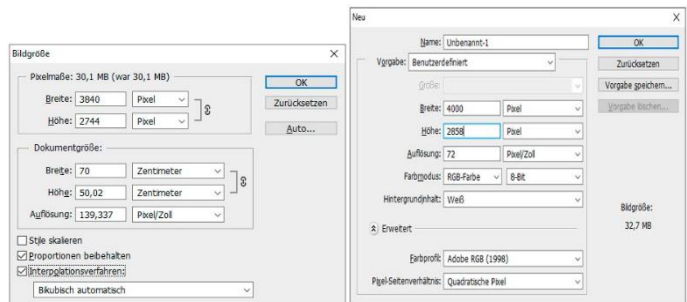 Bildgröße
Pixelmaße: 30,1 MB (war 30,1 MB)
Breite: 3840 Pixel
Höhe: 2744 Pixel
OK
Zurücksetzen
Auto...
Dokumentgröße:
Breite: 70 Zentimeter
Höhe: 50,02 Zentimeter
Auflösung: 139,337 Pixel/Zoll
Stile skalieren
Proportionen beibehalten
Interpolationsverfahren:
Bikubisch automatisch
Neu
Name: Unbenannt-1
Vorgabe: Benutzerdefiniert
Größe:
Breite: 4000 Pixel
Höhe: 2858 Pixel
Auflösung: 72 Pixel/Zoll
Farbmodus: RGB-Farbe 8-Bit
Hintergrundinhalt: Weiß
Erweitert
Farbprofil: Adobe RGB (1998)
Pixel-Seitenverhältnis: Quadratische Pixel
OK
Zurücksetzen
Vorgabe speichern...
Vorgabe löschen...
Bildgröße:
32,7 MB